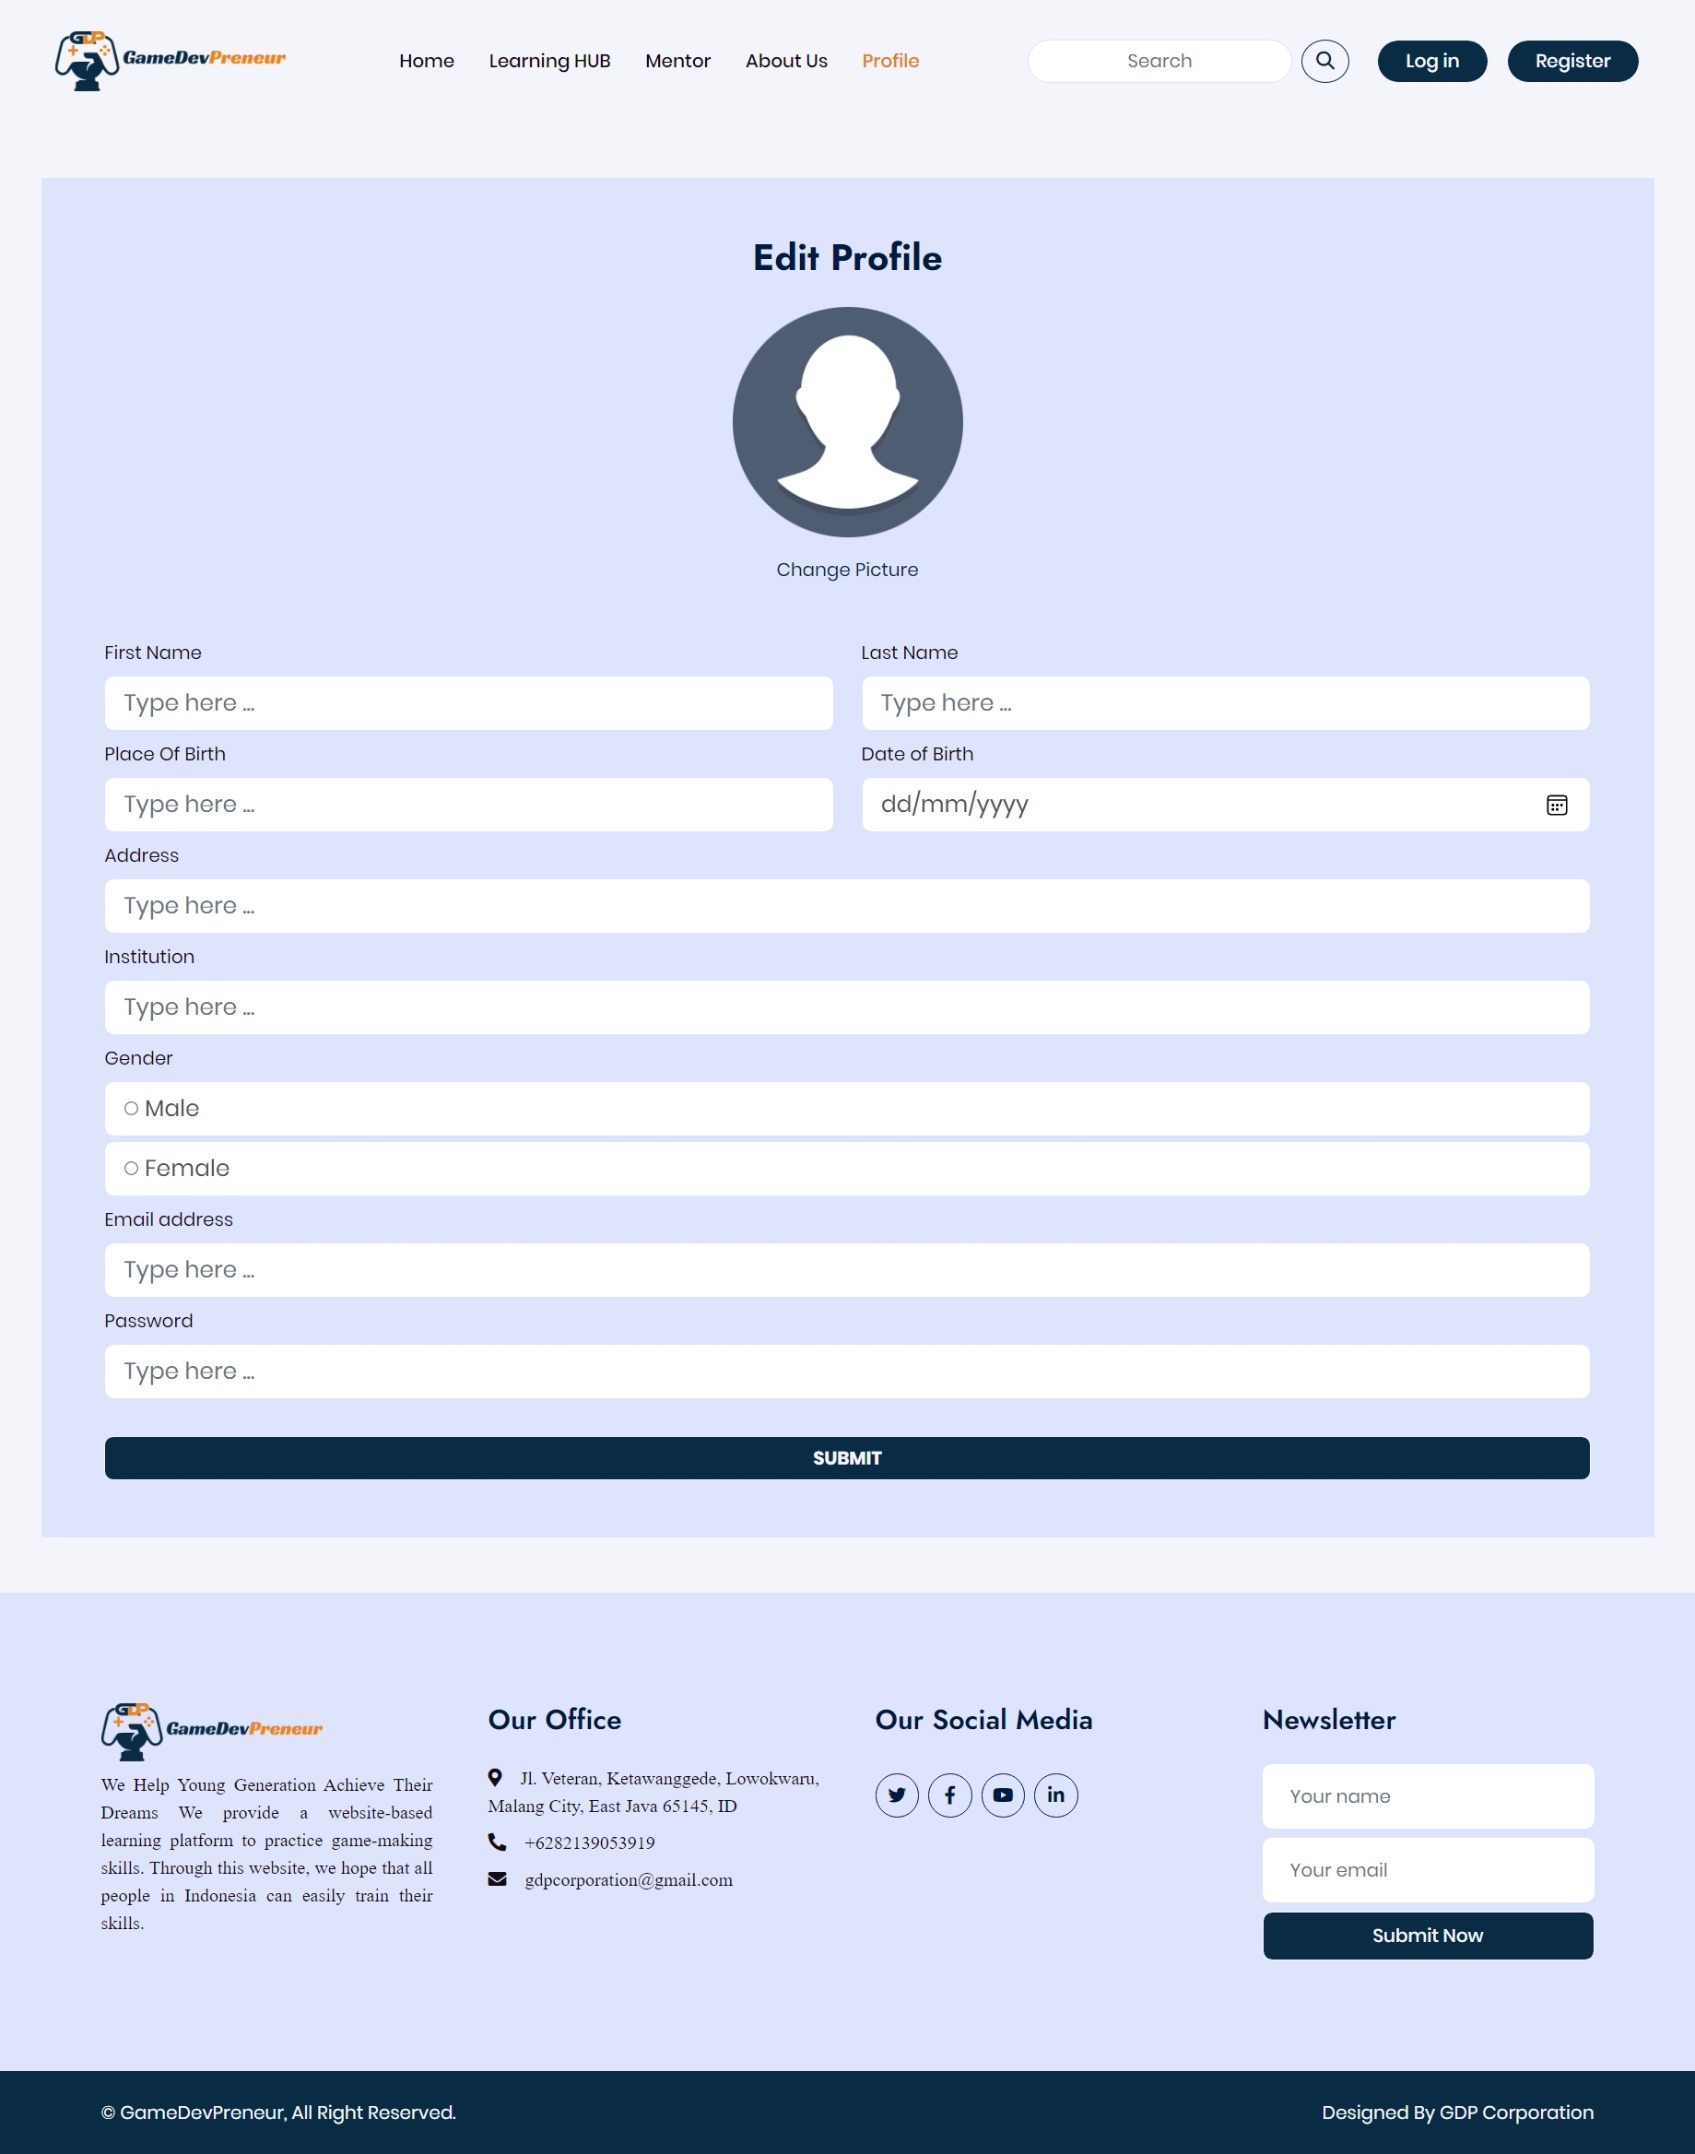 GDP
GameDevPreneur
Home
Learning HUB
Mentor
About Us
Profile
Search
Log in
Register
Edit Profile
Change Picture
First Name
Last Name
Type here ...
Type here ...
Place Of Birth
Date of Birth
Type here ...
dd/mm/yyyy
Address
Type here ...
Institution
Type here ...
Gender
Male
Female
Email address
Type here ...
Password
Type here ...
SUBMIT
GDP
GameDevPreneur
We Help Young Generation Achieve Their
Dreams We provide a website-based
learning platform to practice game-making
skills. Through this website, we hope that all
people in Indonesia can easily train their
skills.
Our Office
Jl. Veteran, Ketawanggede, Lowokwaru,
Malang City, East Java 65145, ID
+6282139053919
gdpcorporation@gmail.com
Our Social Media
Newsletter
Your name
Your email
Submit Now
© GameDevPreneur, All Right Reserved.
Designed By GDP Corporation